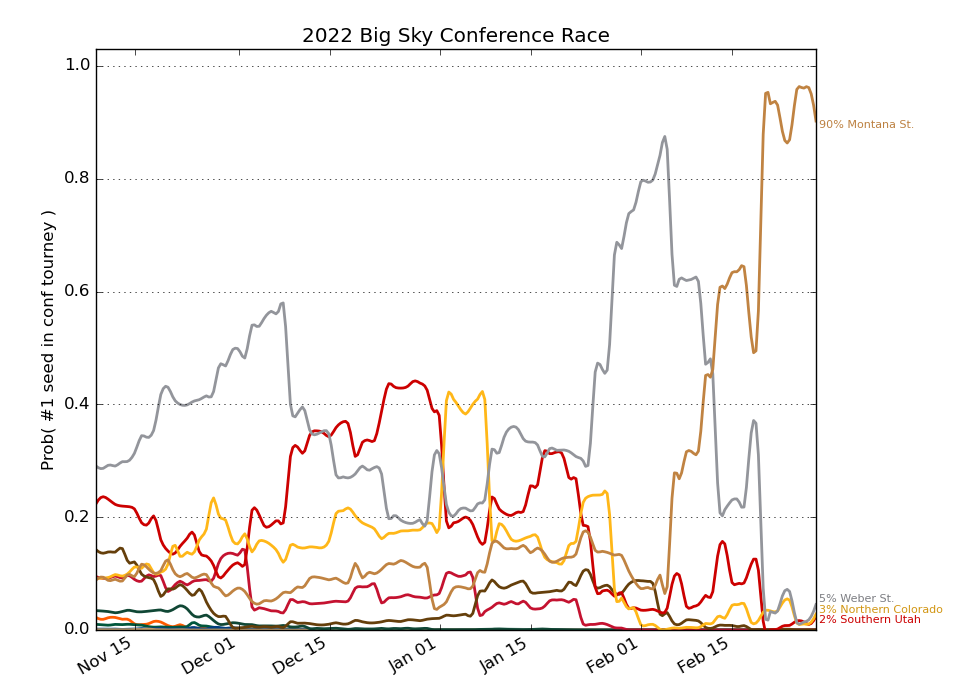 2022 Big Sky Conference Race
Prob( #1 seed in conf tourney )
1.0
0.8
0.6
0.4
0.2
0.0
Nov 15
Dec 01
Dec 15
Jan 01
Jan 15
Feb 01
Feb 15
90% Montana St.
5% Weber St.
3% Northern Colorado
2% Southern Utah